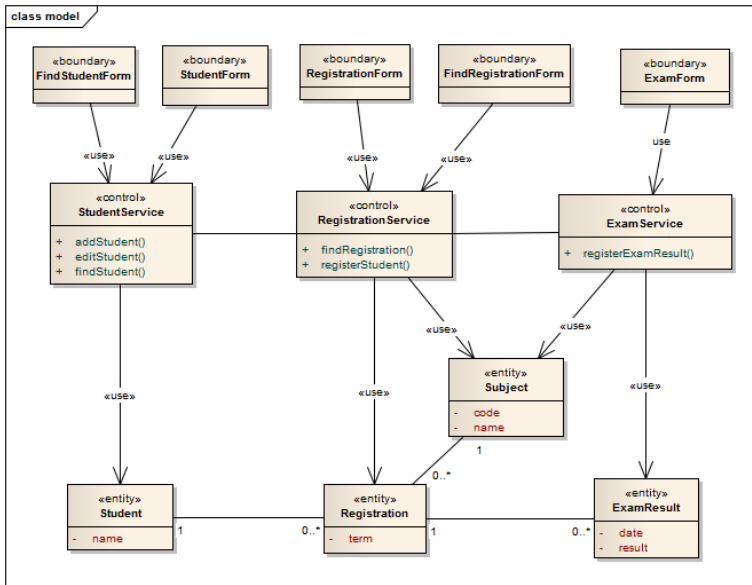 class model
«boundary»
FindStudentForm
«boundary»
StudentForm
«boundary»
RegistrationForm
«boundary»
FindRegistrationForm
«boundary»
ExamForm
«use»
«use»
«use»
«use»
use
«control»
StudentService
+ addStudent()
+ editStudent()
+ findStudent()
«control»
RegistrationService
+ findRegistration()
+ registerStudent()
«control»
ExamService
+ registerExamResult()
«use»
«use»
«use»
«use»
«use»
«entity»
Subject
- code
- name
1
0..*
«entity»
Student
- name
1
0..*
«entity»
Registration
- term
1
0..*
«entity»
ExamResult
- date
- result